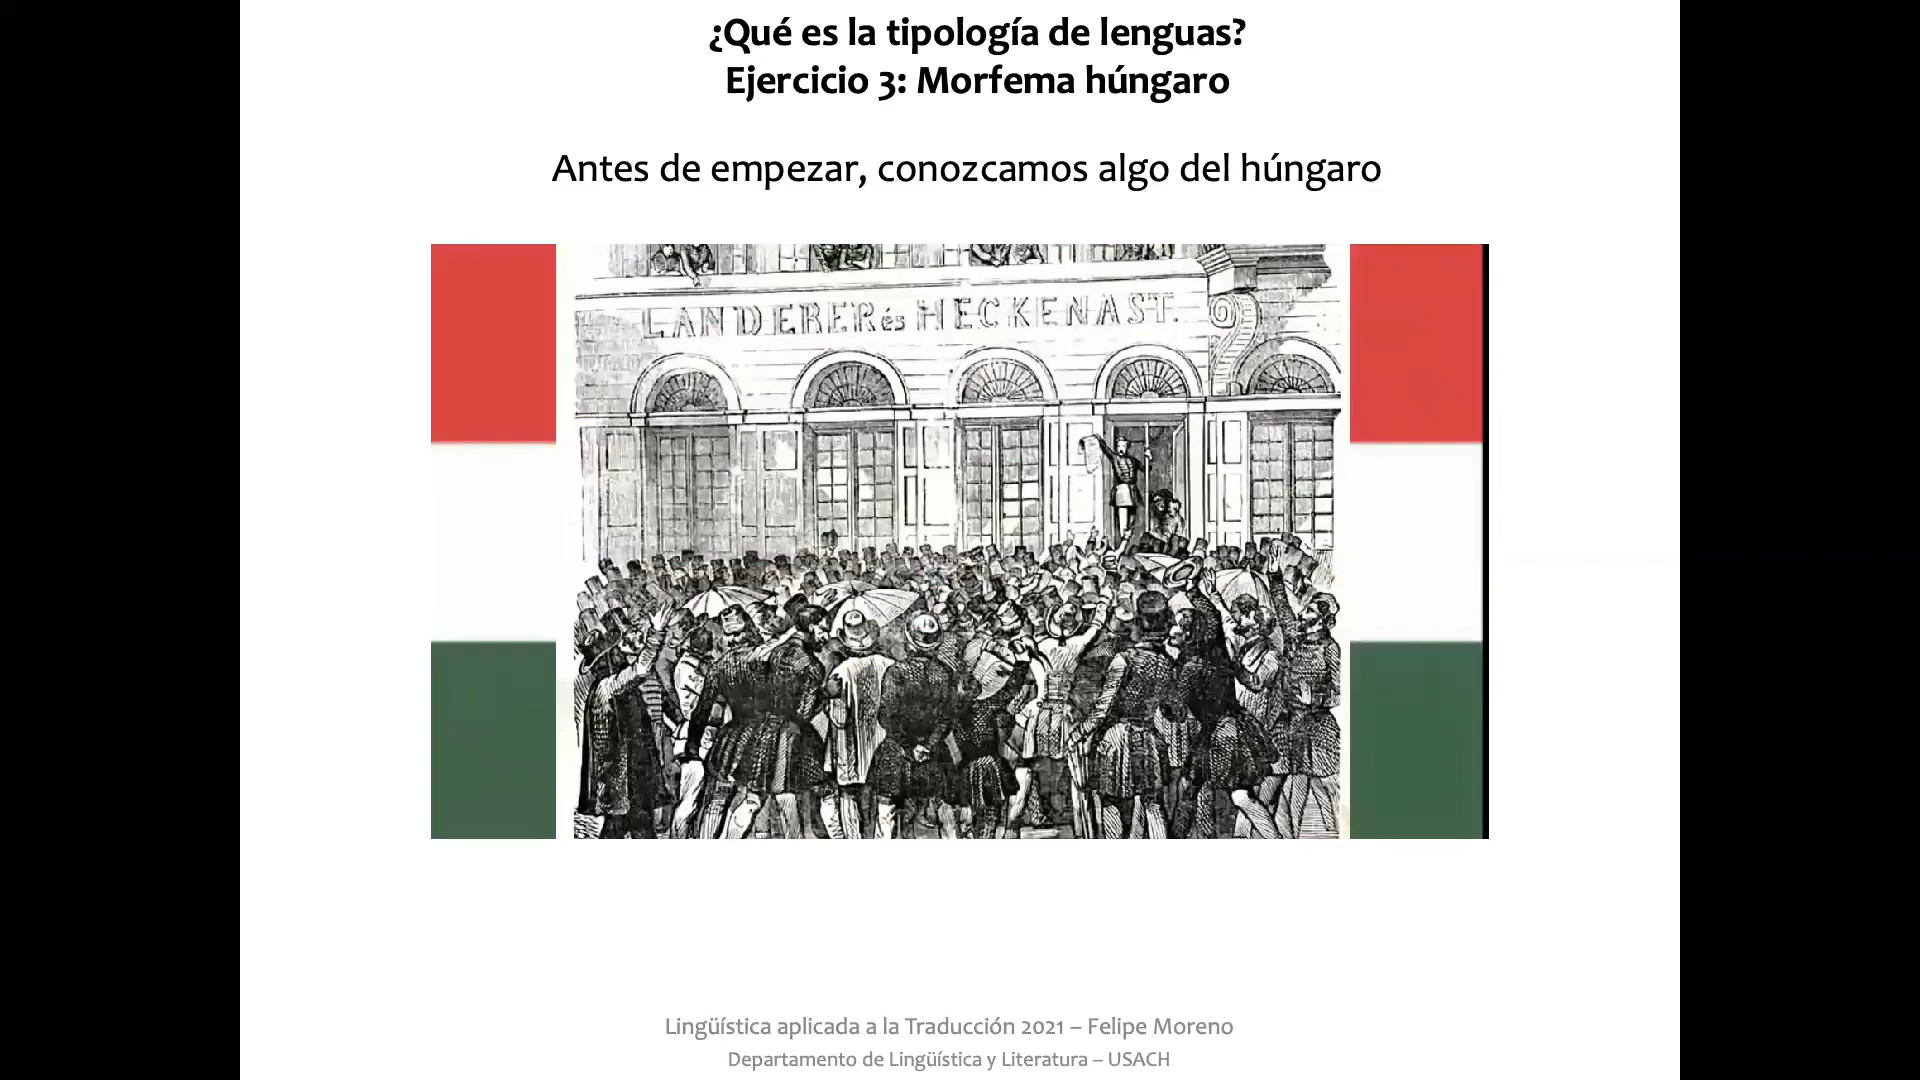 ¿Qué es la tipología de lenguas?
Ejercicio 3: Morfema húngaro
Antes de empezar, conozcamos algo del húngaro
LANDERER és HECKENAST.
Lingüística aplicada a la Traducción 2021 – Felipe Moreno
Departamento de Lingüística y Literatura – USACH